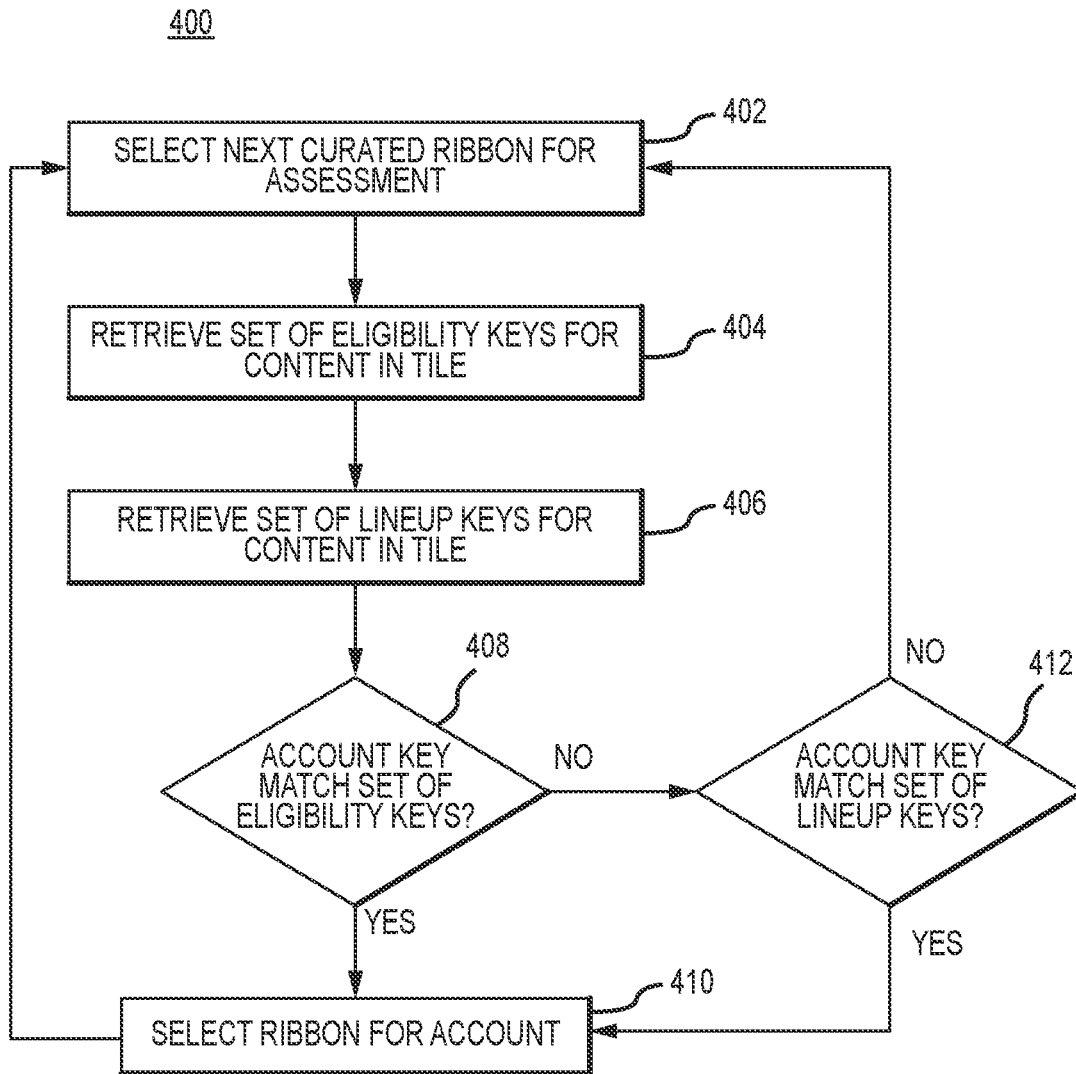 400
402
SELECT NEXT CURATED RIBBON FOR
ASSESSMENT
RETRIEVE SET OF ELIGIBILITY KEYS FOR
CONTENT IN TILE
404
RETRIEVE SET OF LINEUP KEYS FOR
CONTENT IN TILE
406
408
ACCOUNT KEY
MATCH SET OF
ELIGIBILITY KEYS?
NO
NO
412
ACCOUNT KEY
MATCH SET OF
LINEUP KEYS?
YES
YES
410
SELECT RIBBON FOR ACCOUNT